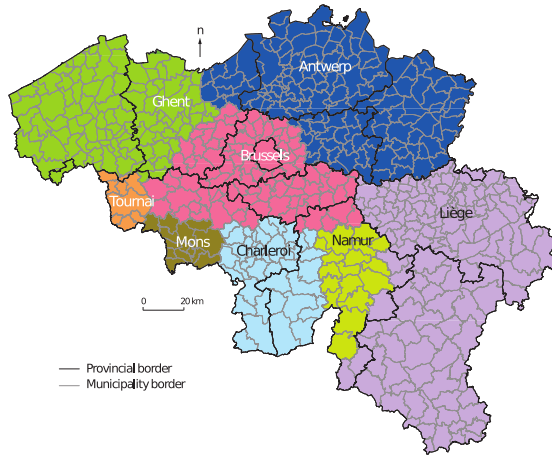 n
Antwerp
Ghent
Brussels
Tournai
Liège
Mons
Charleroi
Namur
0 20 km
Provincial border
Municipality border